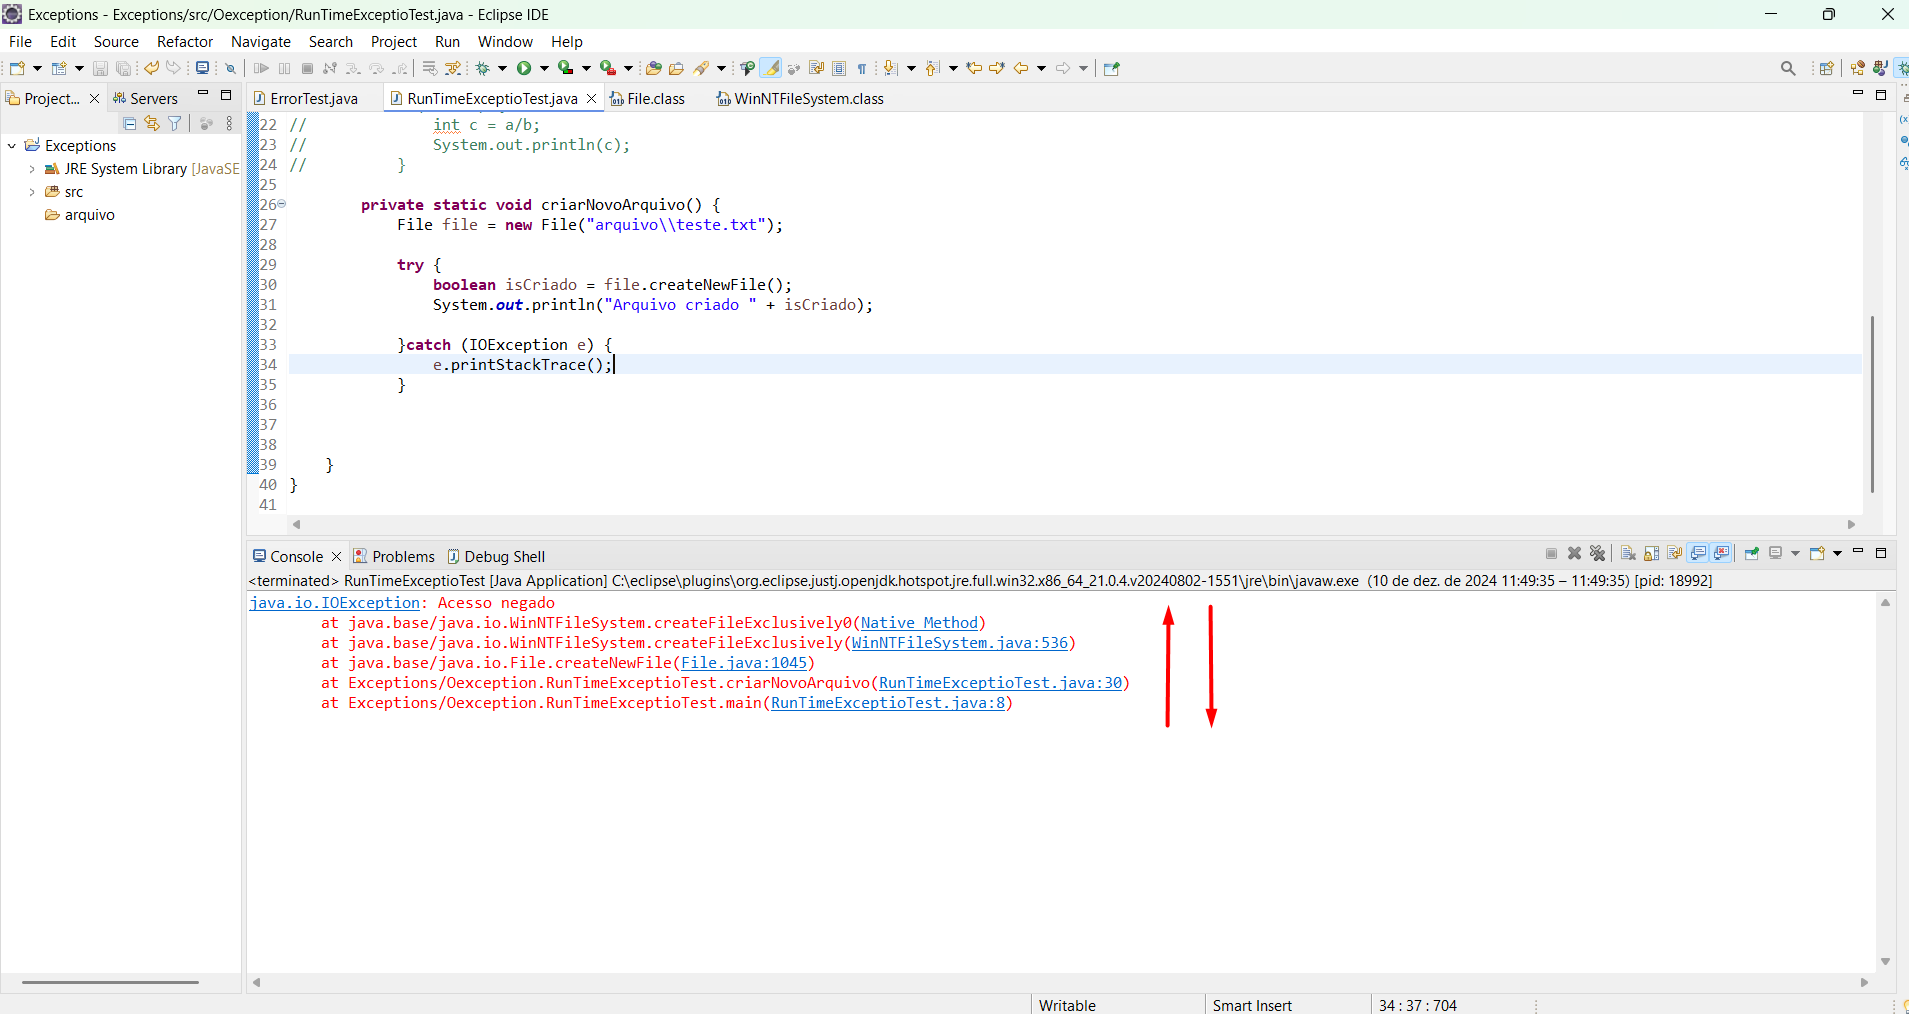 Exceptions - Exceptions/src/Oexception/RunTimeExceptioTest.java - Eclipse IDE
File Edit Source Refactor Navigate Search Project Run Window Help
Project... Servers
ErrorTest.java RunTimeExceptioTest.java File.class WinNTFileSystem.class
Exceptions
JRE System Library [JavaSE
src
arquivo
22 // int c = a/b;
23 // System.out.println(c);
24 // }
25
26 private static void criarNovoArquivo() {
27 File file = new File("arquivo\\teste.txt");
28
29 try {
30 boolean isCriado = file.createNewFile();
31 System.out.println("Arquivo criado " + isCriado);
32
33 }catch (IOException e) {
34 e.printStackTrace();
35 }
36
37
38
39 }
40 }
41
Console Problems Debug Shell
<terminated> RunTimeExceptioTest [Java Application] C:\eclipse\plugins\org.eclipse.justj.openjdk.hotspot.jre.full.win32.x86_64_21.0.4.v20240802-1551\jre\bin\javaw.exe (10 de dez. de 2024 11:49:35 – 11:49:35) [pid: 18992]
java.io.IOException: Acesso negado
at java.base/java.io.WinNTFileSystem.createFileExclusively0(Native Method)
at java.base/java.io.WinNTFileSystem.createFileExclusively(WinNTFileSystem.java:536)
at java.base/java.io.File.createNewFile(File.java:1045)
at Exceptions/Oexception.RunTimeExceptioTest.criarNovoArquivo(RunTimeExceptioTest.java:30)
at Exceptions/Oexception.RunTimeExceptioTest.main(RunTimeExceptioTest.java:8)
Writable Smart Insert 34 : 37 : 704